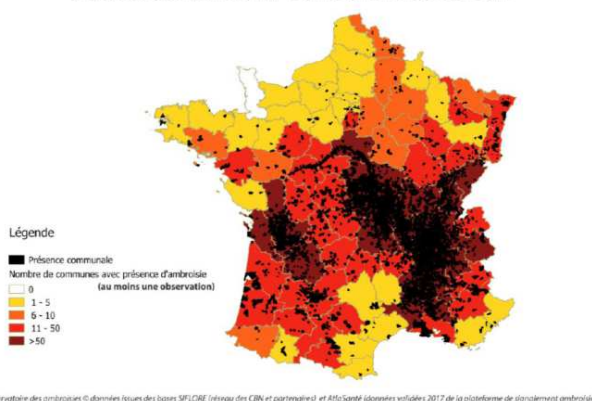 Légende
Présence communale
Nombre de communes avec présence d'ambroisie
(au moins une observation)
0
1 - 5
6 - 10
11 - 50
>50
ervatoire des ambroisies © données issues des bases SIFLORE (réseau des CBN et partenaires) et AtlaSanté (données validées 2017 de la plateforme de signalement ambroisie